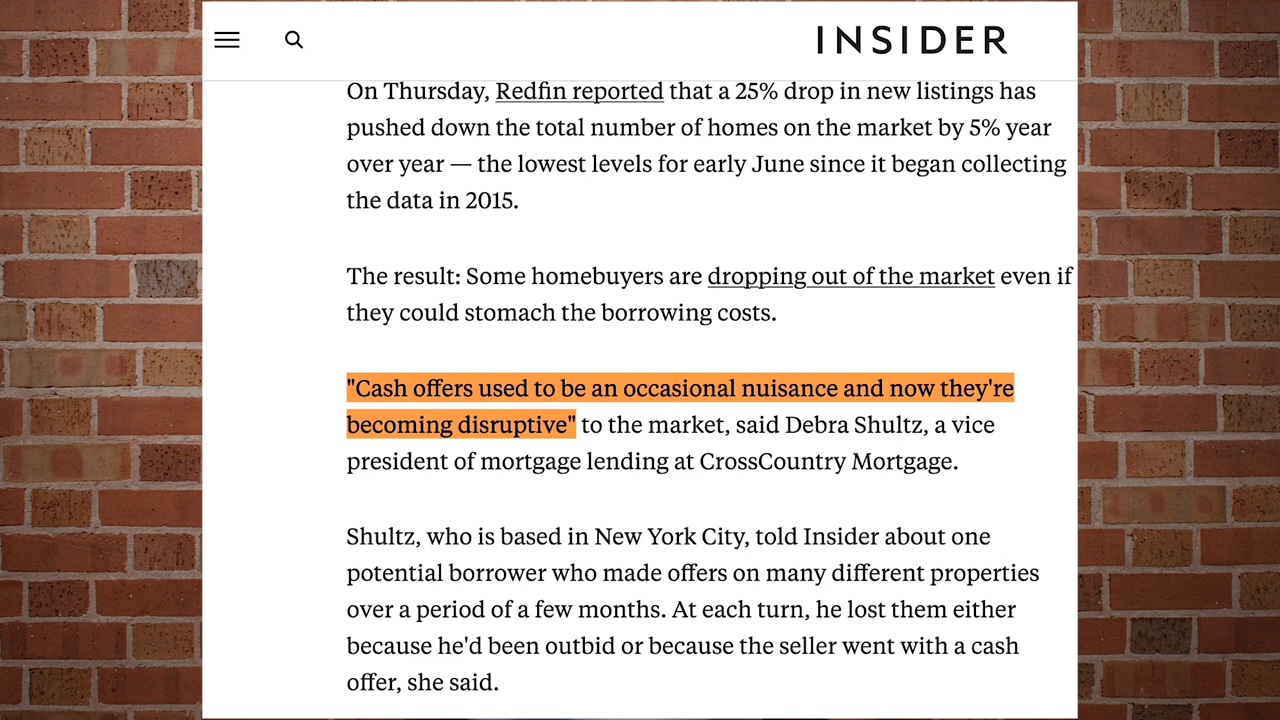 INSIDER
On Thursday, Redfin reported that a 25% drop in new listings has
pushed down the total number of homes on the market by 5% year
over year — the lowest levels for early June since it began collecting
the data in 2015.
The result: Some homebuyers are dropping out of the market even if
they could stomach the borrowing costs.
"Cash offers used to be an occasional nuisance and now they're
becoming disruptive" to the market, said Debra Shultz, a vice
president of mortgage lending at CrossCountry Mortgage.
Shultz, who is based in New York City, told Insider about one
potential borrower who made offers on many different properties
over a period of a few months. At each turn, he lost them either
because he'd been outbid or because the seller went with a cash
offer, she said.